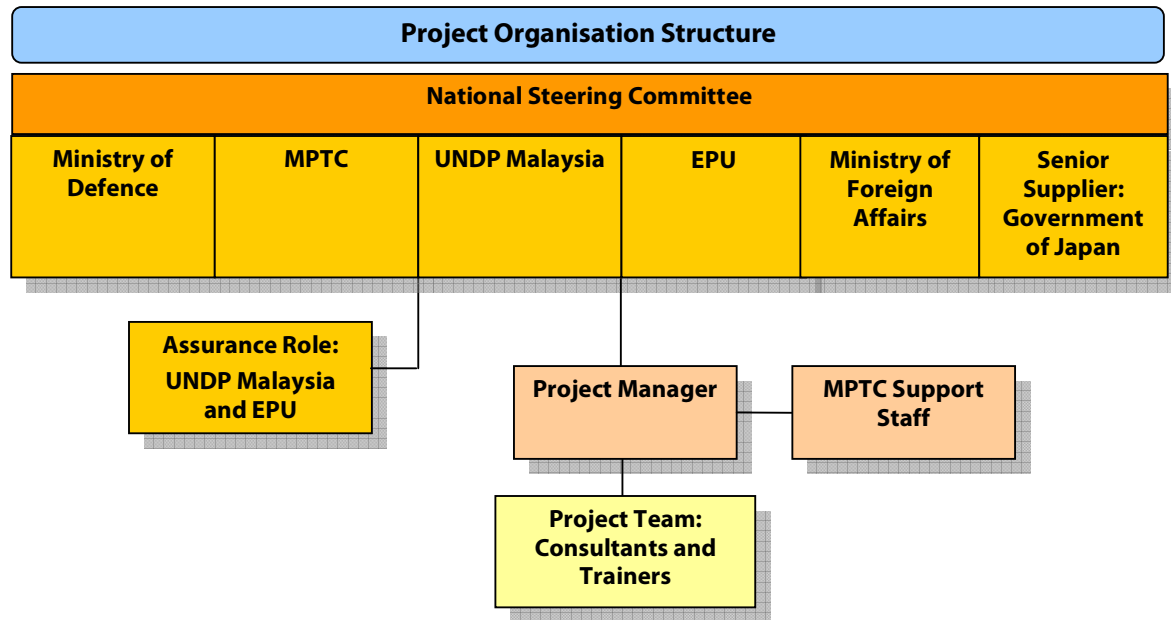 Project Organisation Structure
National Steering Committee
Ministry of
Defence
MPTC
UNDP Malaysia
EPU
Ministry of
Foreign
Affairs
Senior
Supplier:
Government
of Japan
Assurance Role:
UNDP Malaysia
and EPU
Project Manager
MPTC Support
Staff
Project Team:
Consultants and
Trainers